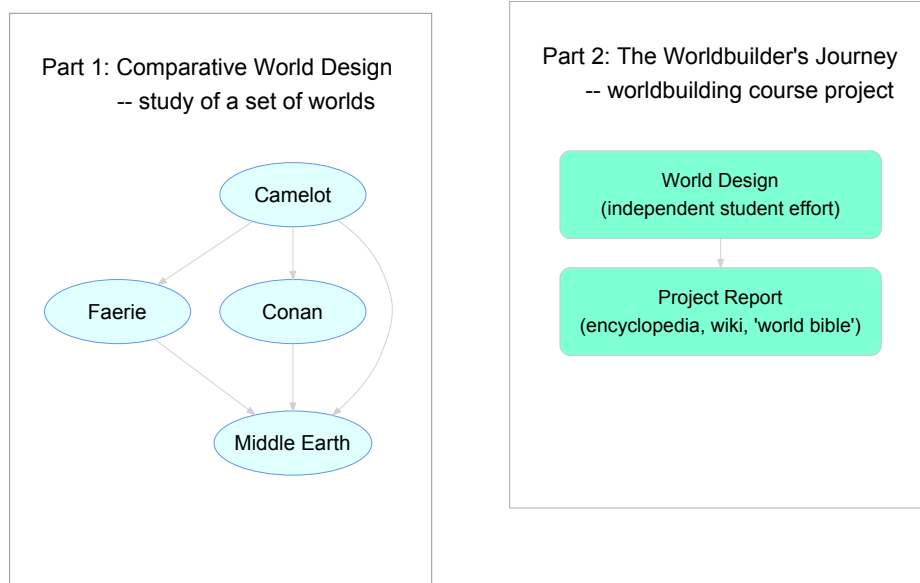 Part 1: Comparative World Design
-- study of a set of worlds
Camelot
Faerie
Conan
Middle Earth
Part 2: The Worldbuilder's Journey
-- worldbuilding course project
World Design
(independent student effort)
Project Report
(encyclopedia, wiki, 'world bible')